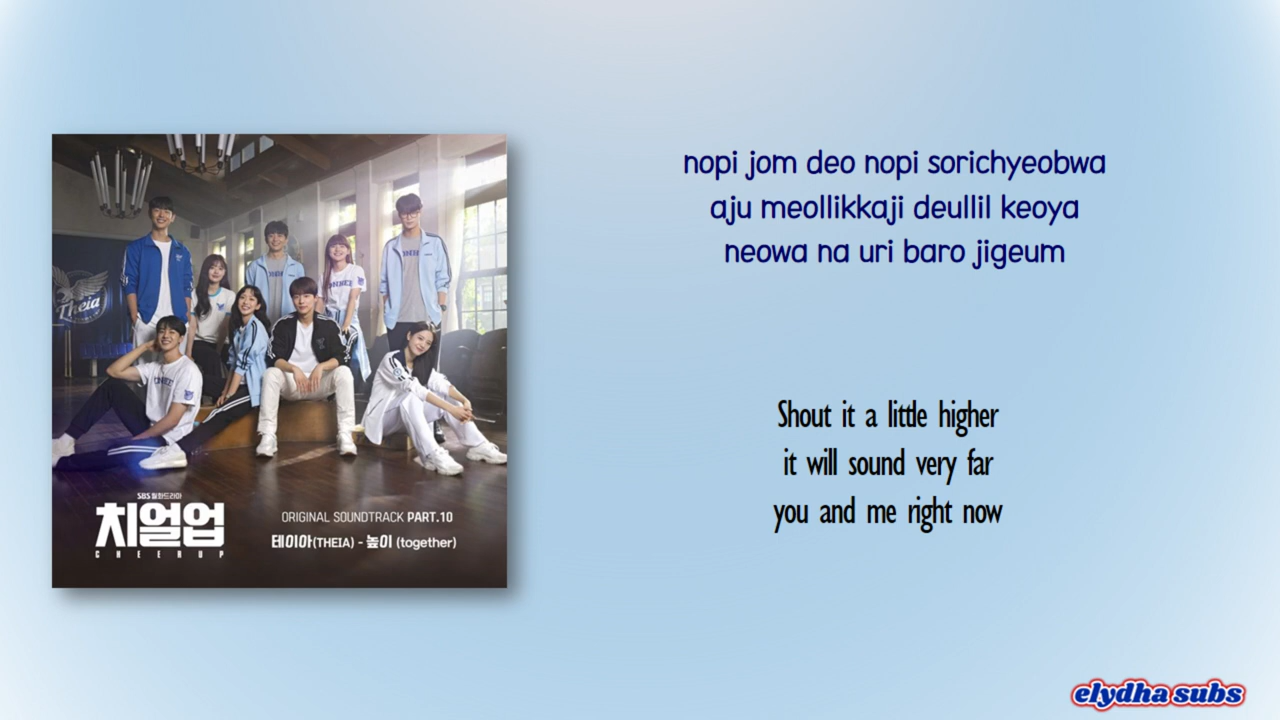 nopi jom deo nopi sorichyeobwa
aju meollikkaji deullil keoya
neowa na uri baro jigeum
Shout it a little higher
it will sound very far
you and me right now
Theia
SBS 월화드라마
치얼업
CHEER UP
ORIGINAL SOUNDTRACK PART.10
테이아(THEIA) - 높이 (together)
elydha subs